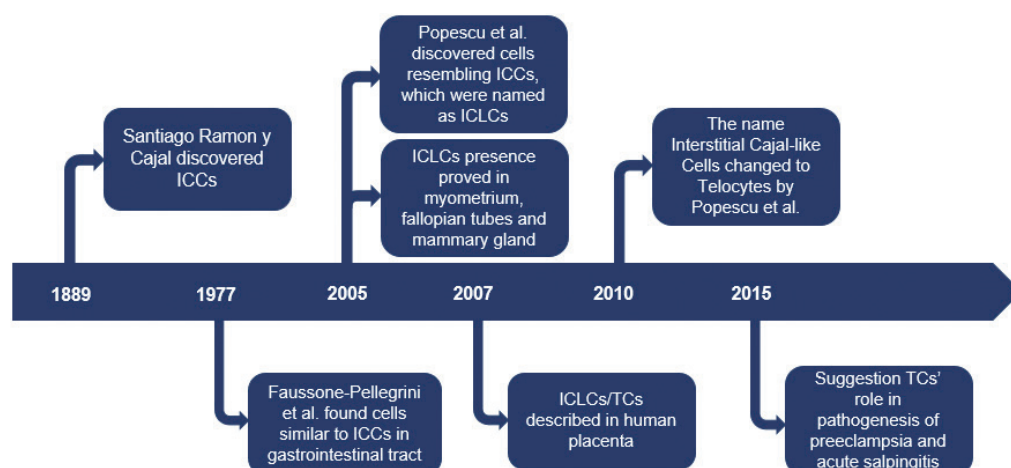 Popescu et al.
discovered cells
resembling ICCs,
which were named
as ICLCs
Santiago Ramon y
Cajal discovered
ICCs
ICLCs presence
proved in
myometrium,
fallopian tubes and
mammary gland
The name
Interstitial Cajal-like
Cells changed to
Telocytes by
Popescu et al.
1889
1977
2005
2007
2010
2015
Faussone-Pellegrini
et al. found cells
similar to ICCs in
gastrointestinal tract
ICLCs/TCs
described in human
placenta
Suggestion TCs'
role in
pathogenesis of
preeclampsia and
acute salpingitis